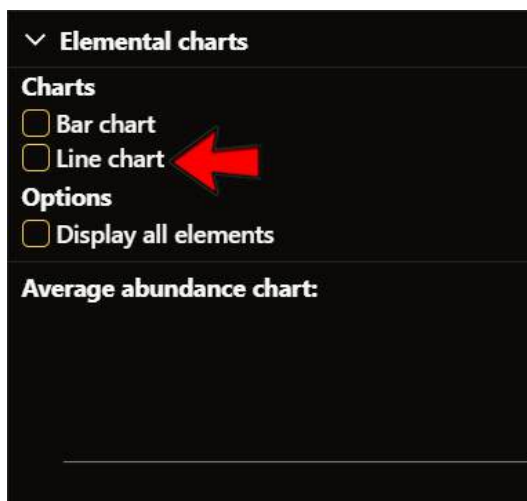 Elemental charts
Charts
Bar chart
Line chart
Options
Display all elements
Average abundance chart: